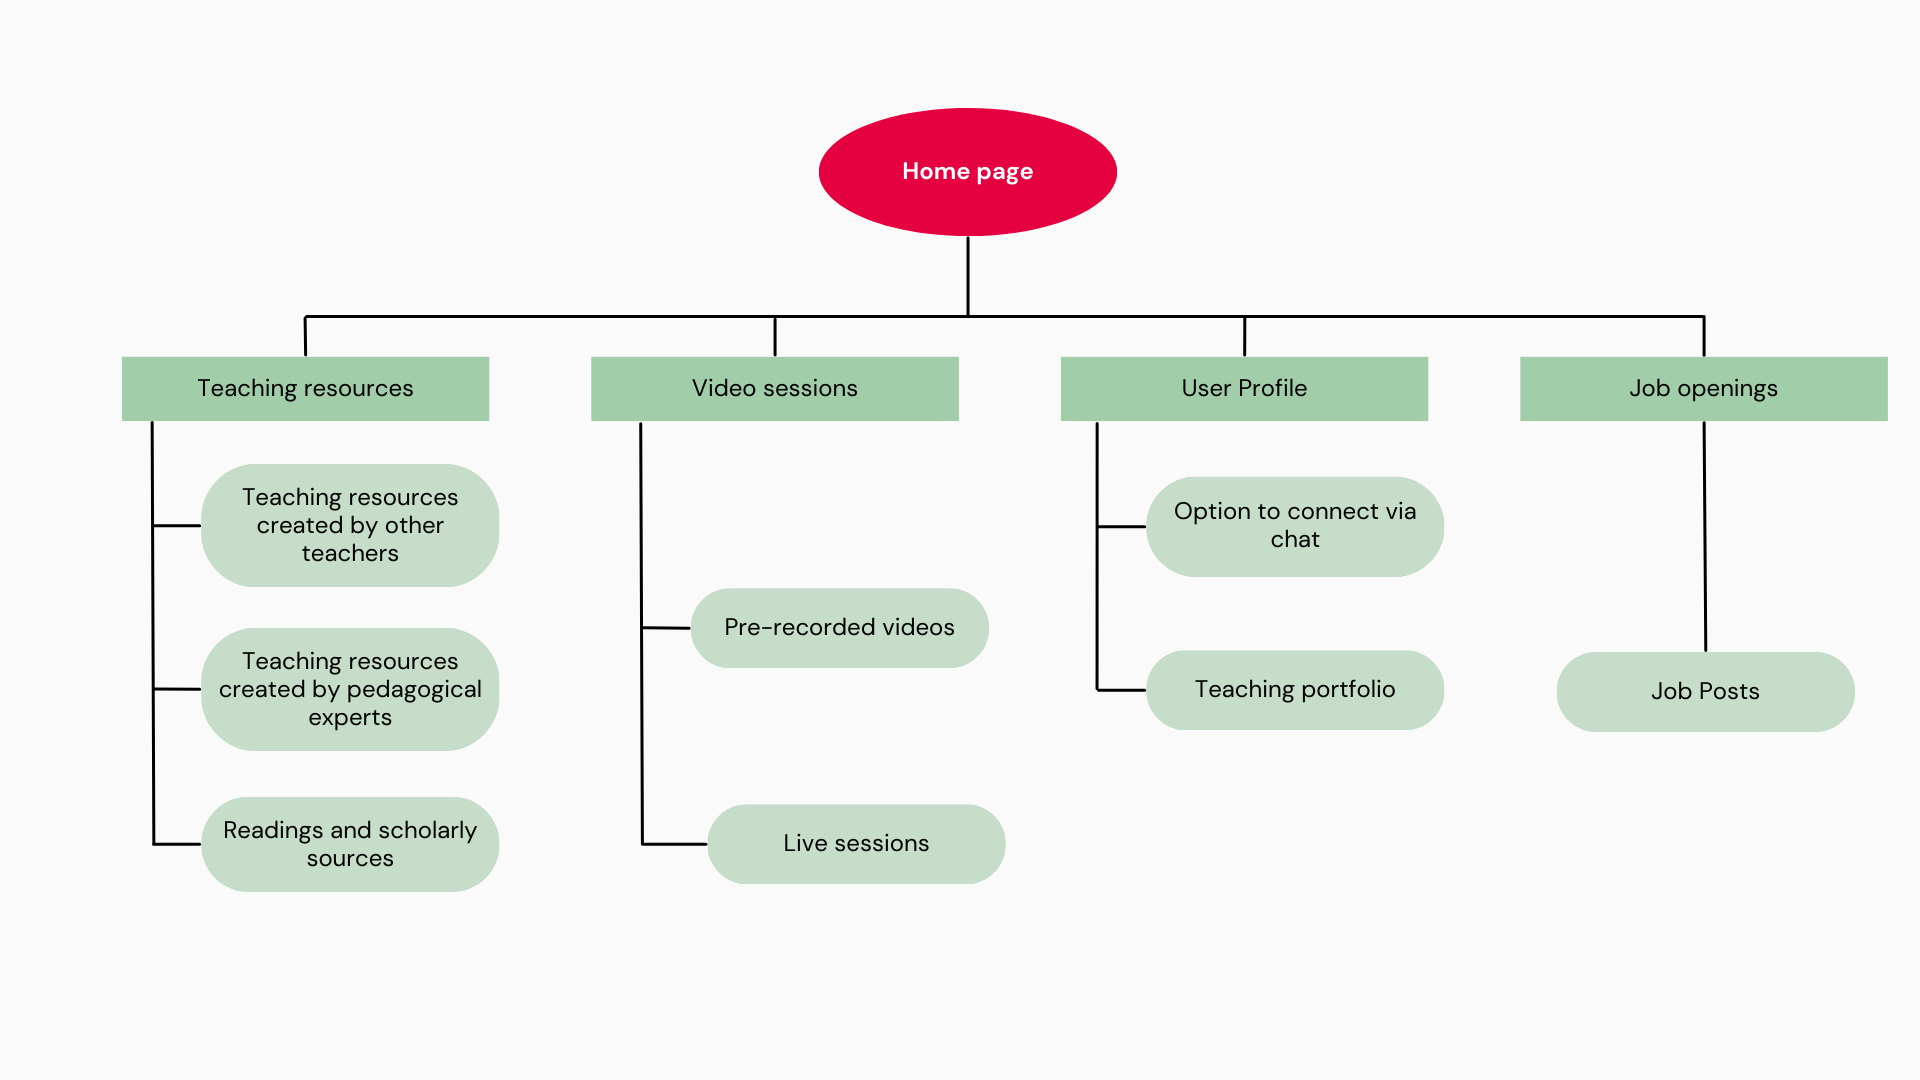 Home page
Teaching resources
Video sessions
User Profile
Job openings
Teaching resources
created by other
teachers
Teaching resources
created by pedagogical
experts
Readings and scholarly
sources
Pre-recorded videos
Live sessions
Option to connect via
chat
Teaching portfolio
Job Posts